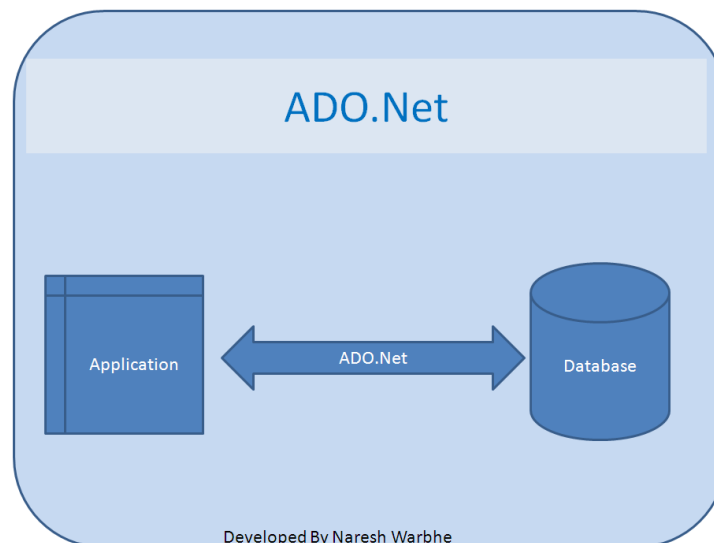 ADO.Net
Application
ADO.Net
Database
Developed By Naresh Warbhe